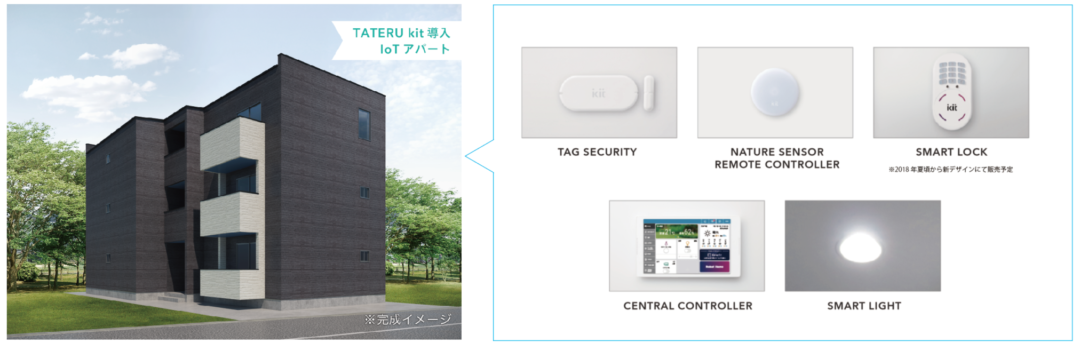 TATERU kit 導入
IoT アパート
※完成イメージ
kit
TAG SECURITY
NATURE SENSOR
REMOTE CONTROLLER
kit
SMART LOCK
※2018 年夏頃から新デザインにて販売予定
CENTRAL CONTROLLER
SMART LIGHT